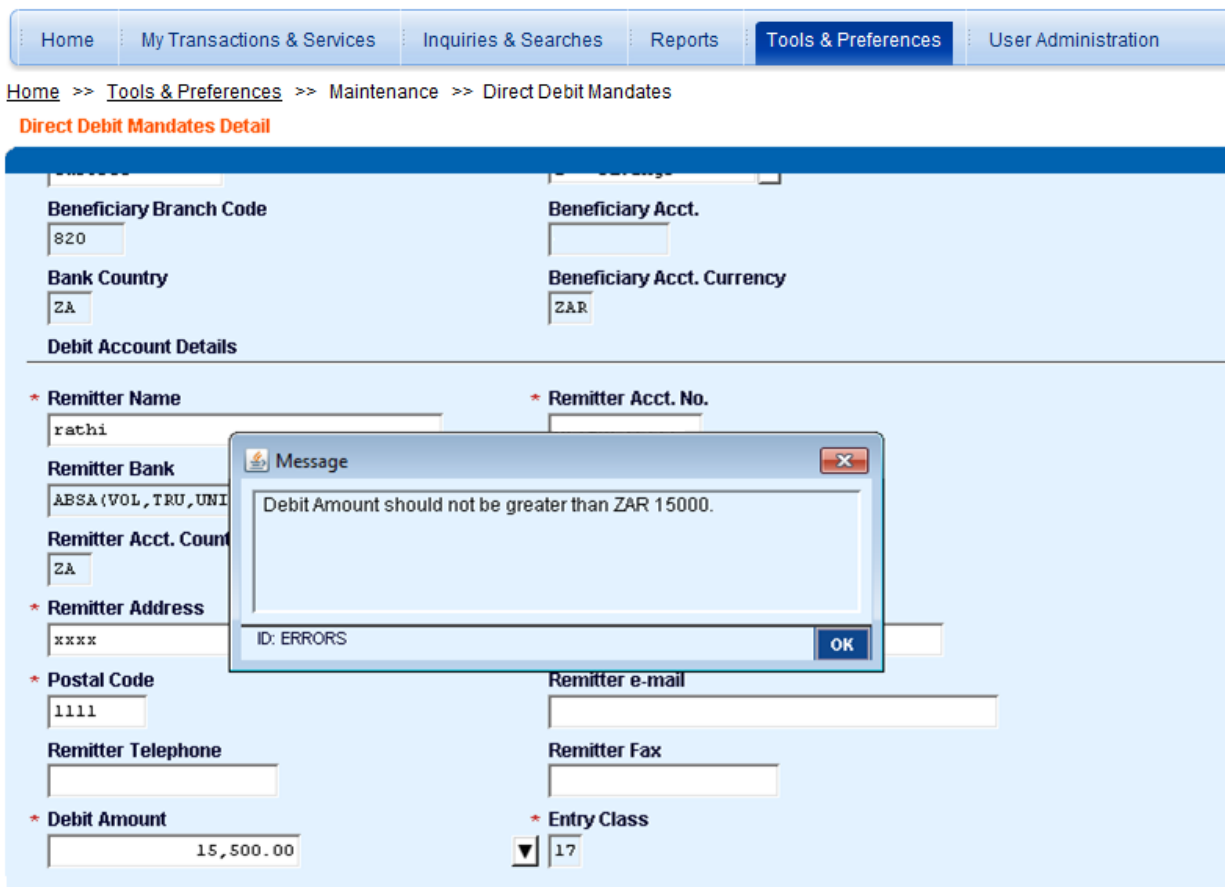 Home My Transactions & Services Inquiries & Searches Reports Tools & Preferences User Administration
Home >> Tools & Preferences >> Maintenance >> Direct Debit Mandates
Direct Debit Mandates Detail
Beneficiary Branch Code Beneficiary Acct.
820
Bank Country Beneficiary Acct. Currency
ZA ZAR
Debit Account Details
* Remitter Name * Remitter Acct. No.
rathi
Message
Remitter Bank
ABSA(VOL,TRU,UNI
Debit Amount should not be greater than ZAR 15000.
Remitter Acct. Count
ZA
* Remitter Address
xxxx
ID: ERRORS OK
* Postal Code Remitter e-mail
1111
Remitter Telephone Remitter Fax
* Debit Amount * Entry Class
15,500.00 17